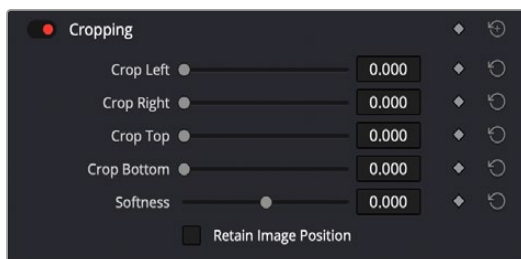 Cropping
Crop Left 0.000
Crop Right 0.000
Crop Top 0.000
Crop Bottom 0.000
Softness 0.000
Retain Image Position